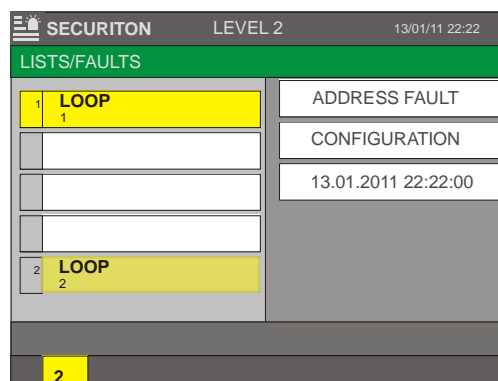 SECURITON LEVEL 2 13/01/11 22:22
LISTS/FAULTS
1 LOOP
1
ADDRESS FAULT
CONFIGURATION
13.01.2011 22:22:00
2 LOOP
2
2